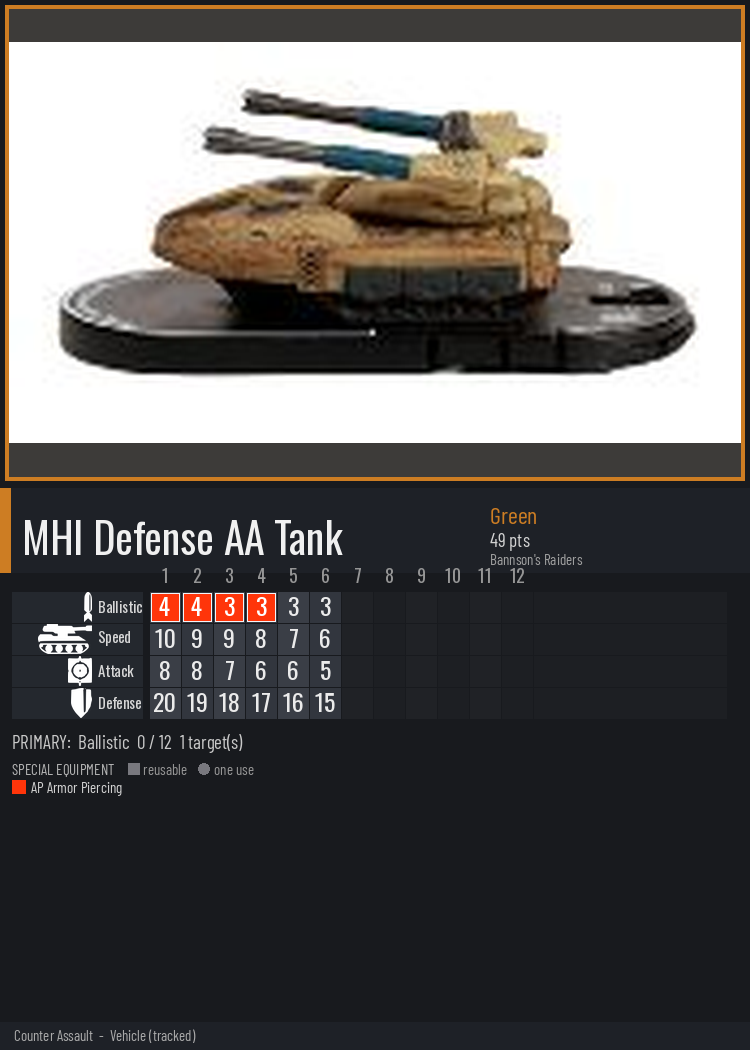 MHI Defense AA Tank
Green
49 pts
Bannson's Raiders
1 2 3 4 5 6 7 8 9 10 11 12
Ballistic 4 4 3 3 3 3
Speed 10 9 9 8 7 6
Attack 8 8 7 6 6 5
Defense 20 19 18 17 16 15
PRIMARY: Ballistic 0 / 12 1 target(s)
SPECIAL EQUIPMENT reusable one use
AP Armor Piercing
Counter Assault - Vehicle (tracked)